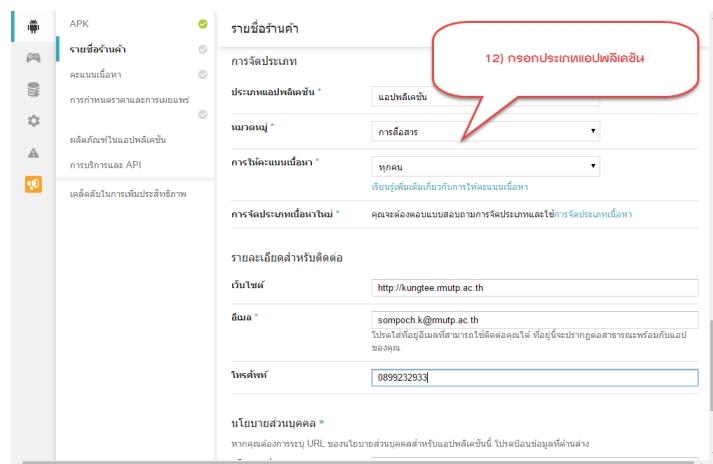 APK
รายชื่อร้านค้า
คะแนนเนื้อหา
การกำหนดราคาและการเผยแพร่
ผลิตภัณฑ์ในแอปพลิเคชัน
การบริการและ API
เคล็ดลับในการเพิ่มประสิทธิภาพ
รายชื่อร้านค้า
12) กรอกประเภทแอปพลิเคชัน
การจัดประเภท
ประเภทแอปพลิเคชัน * แอปพลิเคชัน
หมวดหมู่ * การสื่อสาร
การให้คะแนนเนื้อหา * ทุกคน
เรียนรู้เพิ่มเติมเกี่ยวกับการให้คะแนนเนื้อหา
การจัดประเภทเนื้อหาใหม่ * คุณจะต้องตอบแบบสอบถามการจัดประเภทและใช้การจัดประเภทเนื้อหา
รายละเอียดสำหรับติดต่อ
เว็บไซต์ http://kungtee.rmutp.ac.th
อีเมล * sompoch.k@rmutp.ac.th
โปรดใส่ที่อยู่อีเมลที่สามารถใช้ติดต่อคุณได้ ที่อยู่นี้จะปรากฏต่อสาธารณะพร้อมกับแอป
ของคุณ
โทรศัพท์ 0899232933
นโยบายส่วนบุคคล *
หากคุณต้องการระบุ URL ของนโยบายส่วนบุคคลสำหรับแอปพลิเคชันนี้ โปรดป้อนข้อมูลที่ด้านล่าง